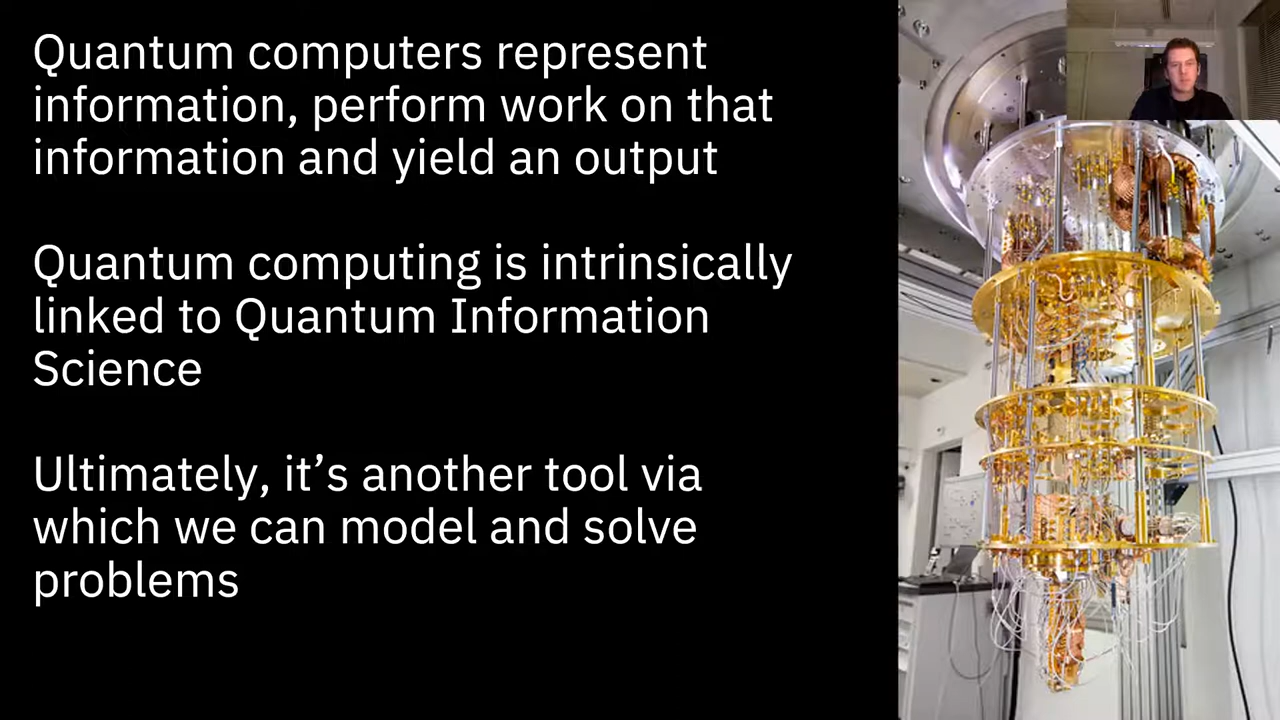 Quantum computers represent
information, perform work on that
information and yield an output
Quantum computing is intrinsically
linked to Quantum Information
Science
Ultimately, it’s another tool via
which we can model and solve
problems